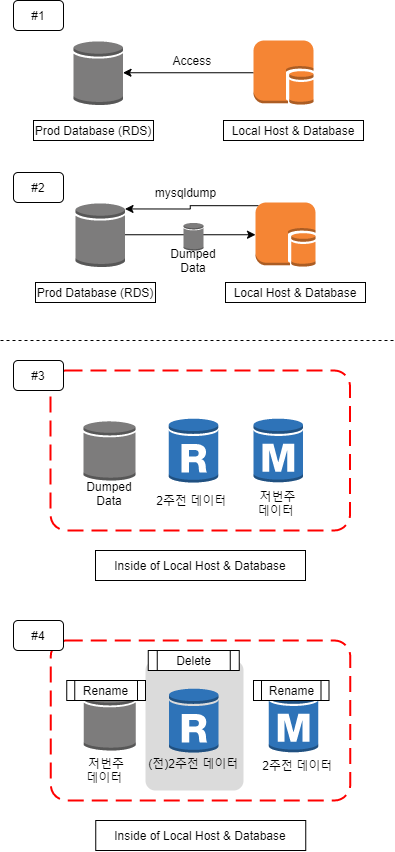 #1
Access
Prod Database (RDS)
Local Host & Database
#2
mysqldump
Dumped
Data
Prod Database (RDS)
Local Host & Database
#3
R
M
Dumped
Data
2주전 데이터
저번주
데이터
Inside of Local Host & Database
#4
Delete
Rename
Rename
R
M
저번주
데이터
(전)2주전 데이터
2주전 데이터
Inside of Local Host & Database